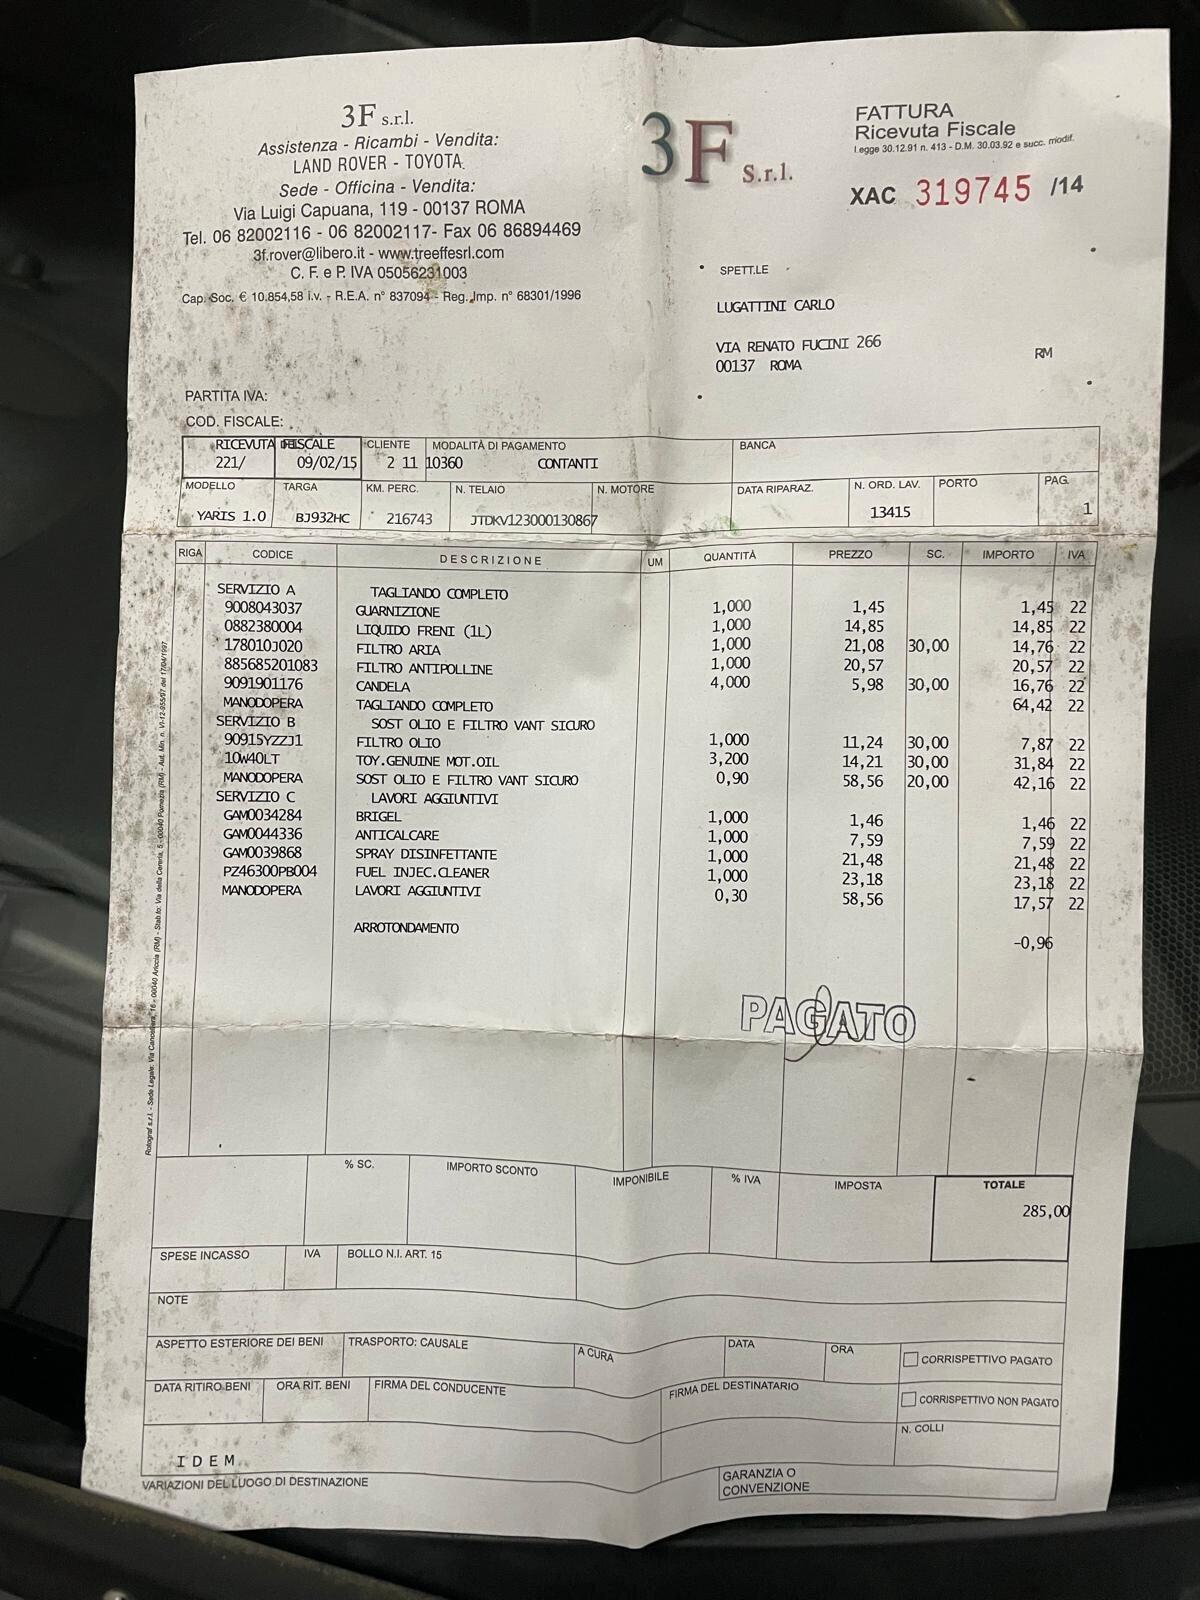 3F s.r.l.
Assistenza - Ricambi - Vendita:
LAND ROVER - TOYOTA
Sede - Officina - Vendita:
Via Luigi Capuana, 119 - 00137 ROMA
Tel. 06 82002116 - 06 82002117- Fax 06 86894469
3f.rover@libero.it - www.treeffesrl.com
C. F. e P. IVA 05056231003
Cap. Soc. € 10.854,58 i.v. - R.E.A. n° 837094 - Reg. Imp. n° 68301/1996
3F S.r.l.
FATTURA
Ricevuta Fiscale
Legge 30.12.91 n. 413 - D.M. 30.03.92 e succ. modif.
XAC 319745 /14
SPETT.LE
LUGATTINI CARLO
VIA RENATO FUCINI 266
00137 ROMA RM
PARTITA IVA:
COD. FISCALE:
RICEVUTA FISCALE CLIENTE MODALITÀ DI PAGAMENTO BANCA
221/ 09/02/15 2 11 10360 CONTANTI
MODELLO TARGA KM. PERC. N. TELAIO N. MOTORE DATA RIPARAZ. N. ORD. LAV. PORTO PAG.
YARIS 1.0 BJ932HC 216743 JTDKV123000130867 13415 1
RIGA CODICE DESCRIZIONE UM QUANTITÀ PREZZO SC. IMPORTO IVA
SERVIZIO A TAGLIANDO COMPLETO
9008043037 GUARNIZIONE 1,000 1,45 1,45 22
0882380004 LIQUIDO FRENI (1L) 1,000 14,85 14,85 22
178010J020 FILTRO ARIA 1,000 21,08 30,00 14,76 22
885685201083 FILTRO ANTIPOLLINE 1,000 20,57 20,57 22
9091901176 CANDELA 4,000 5,98 30,00 16,76 22
MANODOPERA TAGLIANDO COMPLETO 64,42 22
SERVIZIO B SOST OLIO E FILTRO VANT SICURO
90915YZZJ1 FILTRO OLIO 1,000 11,24 30,00 7,87 22
10W40LT TOY.GENUINE MOT.OIL 3,200 14,21 30,00 31,84 22
MANODOPERA SOST OLIO E FILTRO VANT SICURO 0,90 58,56 20,00 42,16 22
SERVIZIO C LAVORI AGGIUNTIVI
GAM0034284 BRIGEL 1,000 1,46 1,46 22
GAM0044336 ANTICALCARE 1,000 7,59 7,59 22
GAM0039868 SPRAY DISINFETTANTE 1,000 21,48 21,48 22
PZ46300PB004 FUEL INJEC.CLEANER 1,000 23,18 23,18 22
MANODOPERA LAVORI AGGIUNTIVI 0,30 58,56 17,57 22
ARROTONDAMENTO -0,96
PAGATO
% SC. IMPORTO SCONTO IMPONIBILE % IVA IMPOSTA TOTALE
285,00
SPESE INCASSO IVA BOLLO N.I. ART. 15
NOTE
ASPETTO ESTERIORE DEI BENI TRASPORTO: CAUSALE A CURA DATA ORA CORRISPETTIVO PAGATO
DATA RITIRO BENI ORA RIT. BENI FIRMA DEL CONDUCENTE FIRMA DEL DESTINATARIO CORRISPETTIVO NON PAGATO
N. COLLI
IDEM
VARIAZIONI DEL LUOGO DI DESTINAZIONE
GARANZIA O
CONVENZIONE